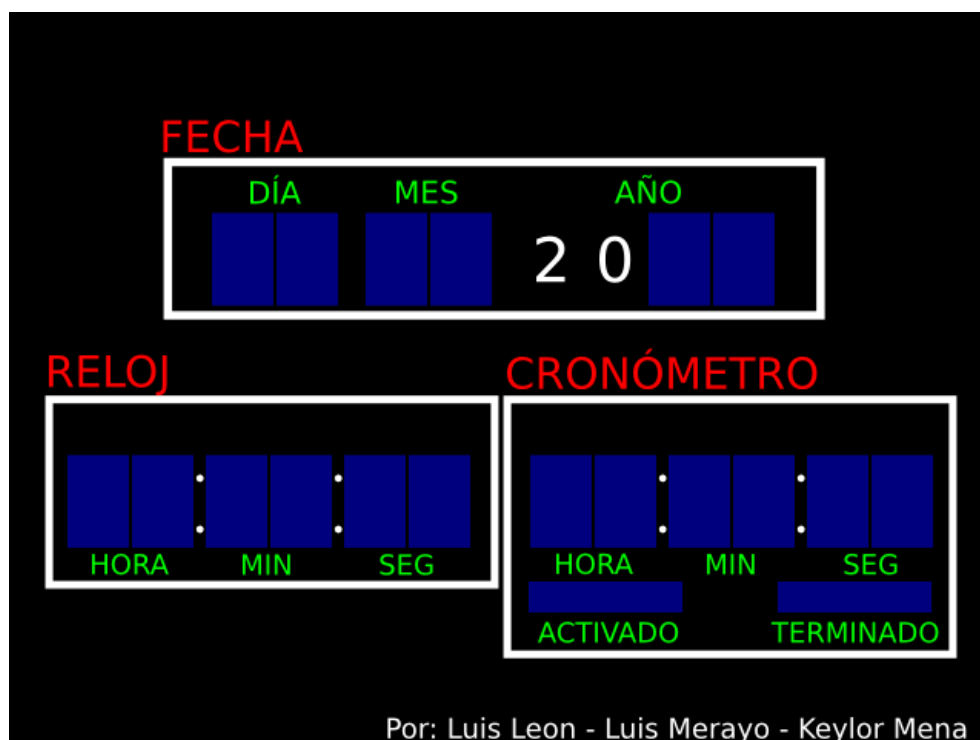 FECHA
DÍA MES AÑO
2 0
RELOJ
: :
HORA MIN SEG
CRONÓMETRO
: :
HORA MIN SEG
ACTIVADO TERMINADO
Por: Luis Leon - Luis Merayo - Keylor Mena